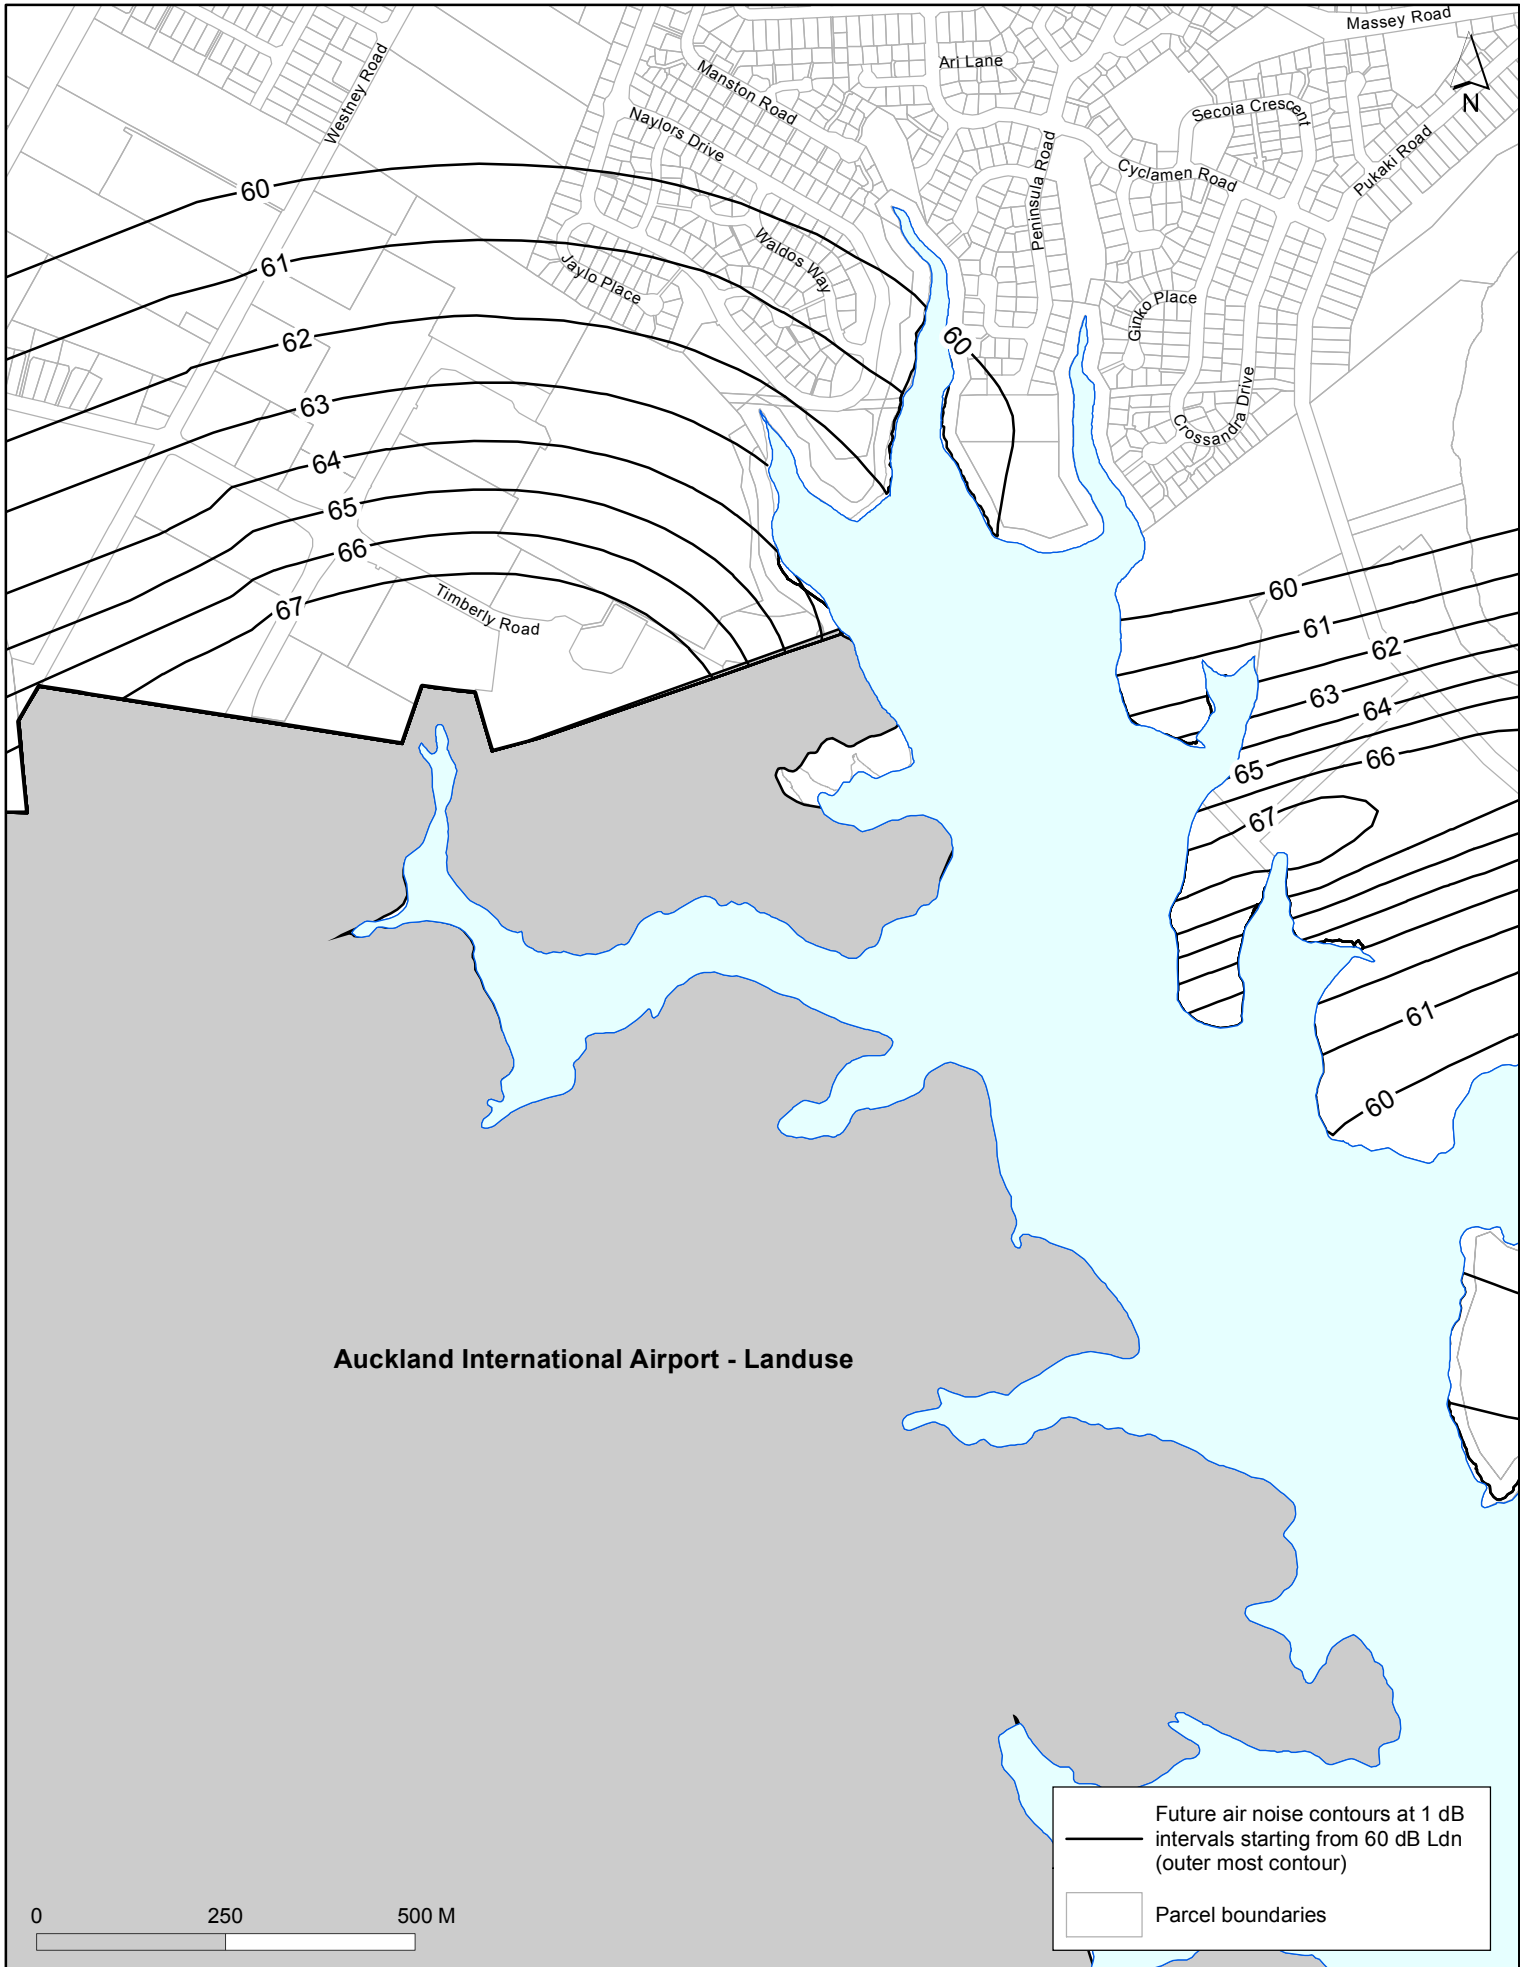 Massey Road
Westney Road
Ari Lane
Manston Road
N
Secoia Crescent
Naylors Drive
Peninsula Road
Pukaki Road
Cyclamen Road
60
Waldos Way
61
Jaylo Place
Ginko Place
62
60
63
Crossandra Drive
64
65
66
60
67
Timberly Road
61
62
63
64
65
66
67
61
60
Auckland International Airport - Landuse
Future air noise contours at 1 dB
intervals starting from 60 dB Ldn
(outer most contour)
Parcel boundaries
0 250 500 M